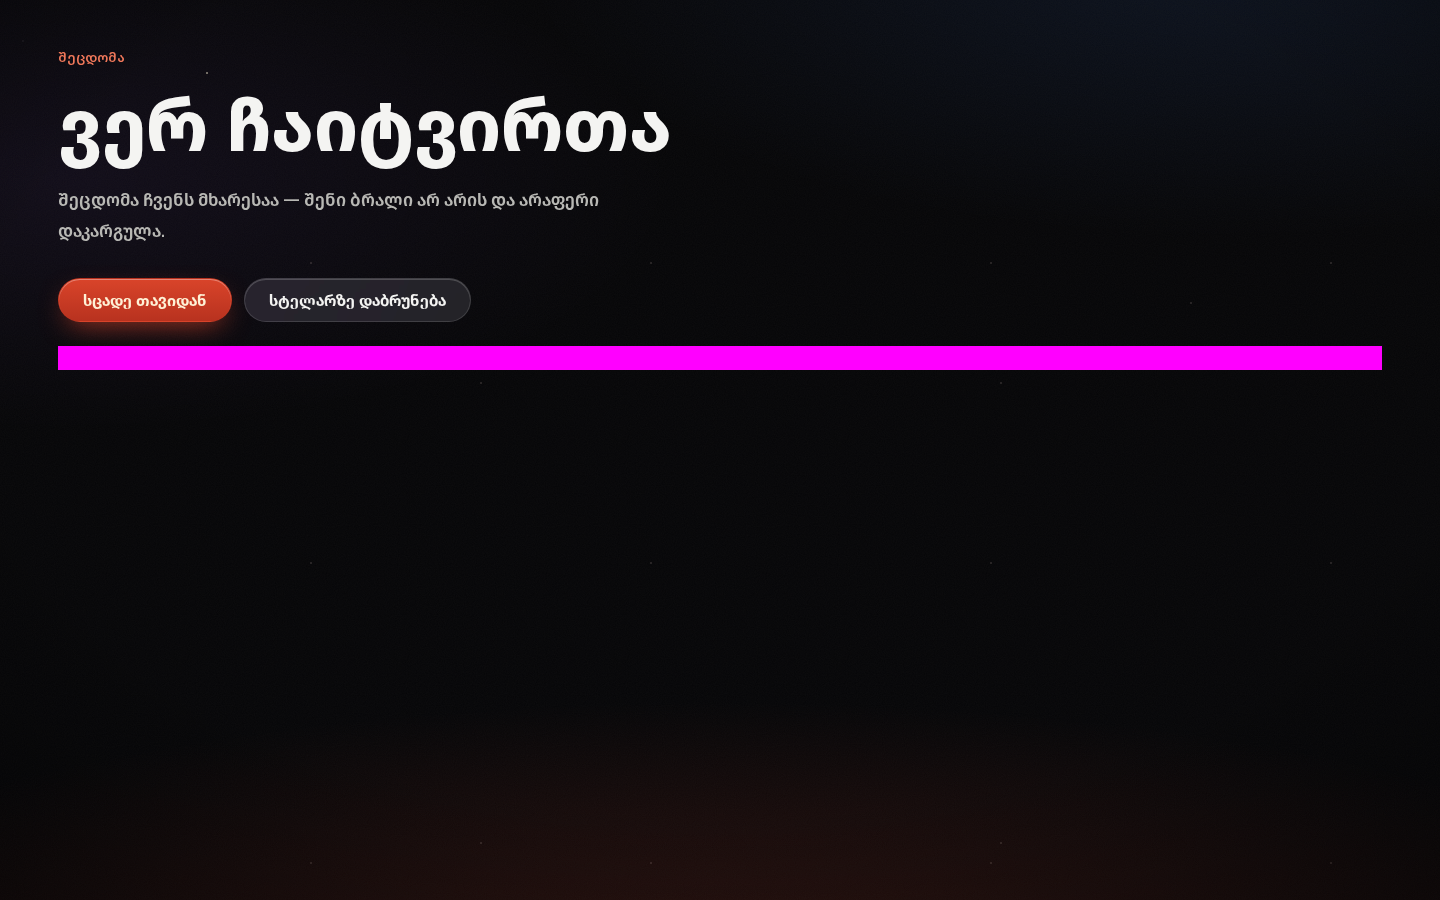 შეცდომა
ვერ ჩაიტვირთა
შეცდომა ჩვენს მხარესაა — შენი ბრალი არ არის და არაფერი
დაკარგულა.
სცადე თავიდან
სტელარზე დაბრუნება